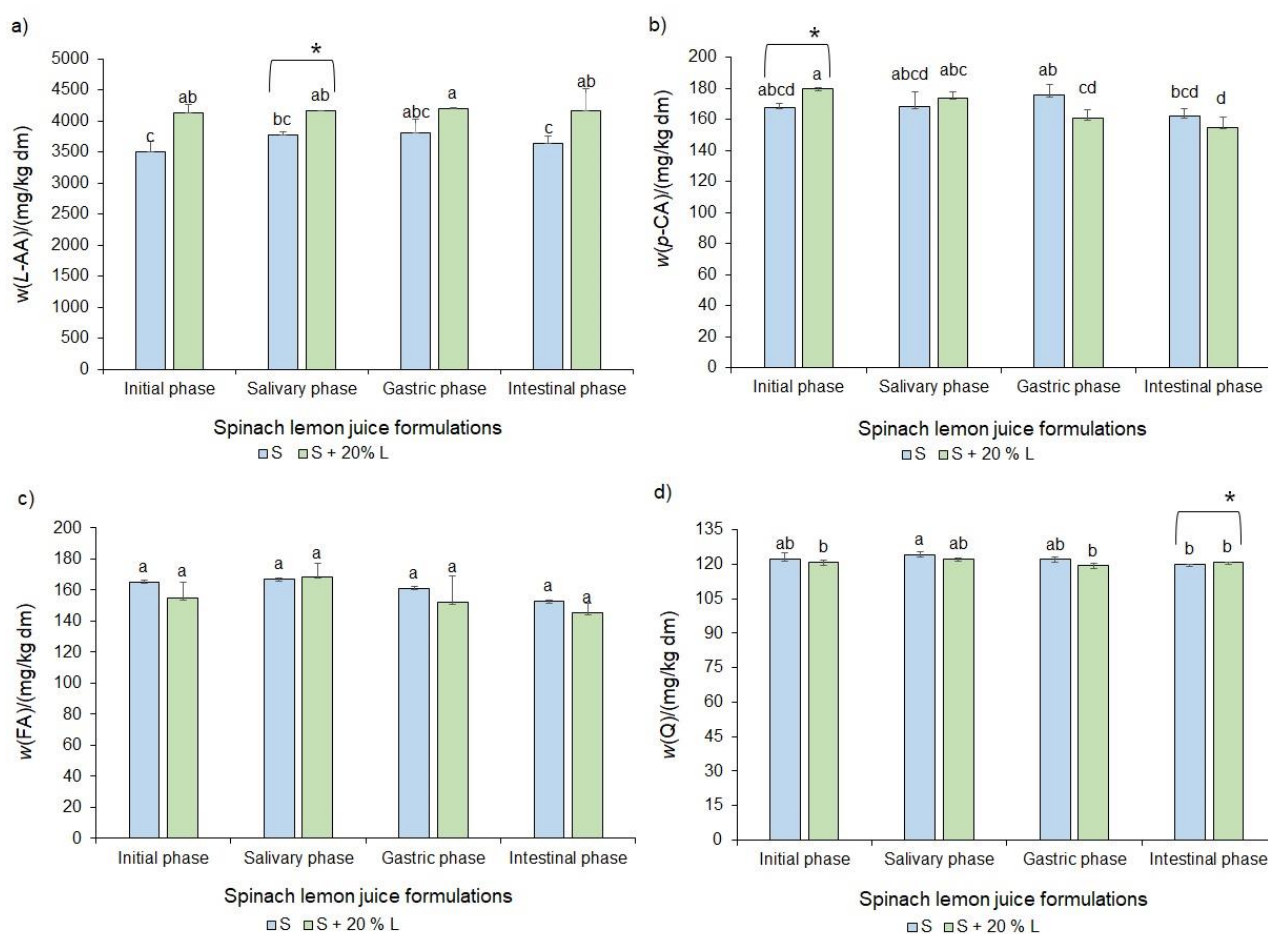 a)
*
5000
4500
4000
3500
3000
2500
2000
1500
1000
500
0
w(L-AA)/(mg/kg dm)
c ab bc ab abc a c ab
Initial phase Salivary phase Gastric phase Intestinal phase
Spinach lemon juice formulations
S S + 20% L
b)
*
200
180
160
140
120
100
80
60
40
20
0
w(p-CA)/(mg/kg dm)
abcd a abcd abc ab cd bcd d
Initial phase Salivary phase Gastric phase Intestinal phase
Spinach lemon juice formulations
S S + 20 % L
c)
200
180
160
140
120
100
80
60
40
20
0
w(FA)/(mg/kg dm)
a a a a a a a a
Initial phase Salivary phase Gastric phase Intestinal phase
Spinach lemon juice formulations
S S + 20 % L
d)
*
135
120
105
90
75
60
45
30
15
0
w(Q)/(mg/kg dm)
ab b a ab ab b b b
Initial phase Salivary phase Gastric phase Intestinal phase
Spinach lemon juice formulations
S S + 20 % L